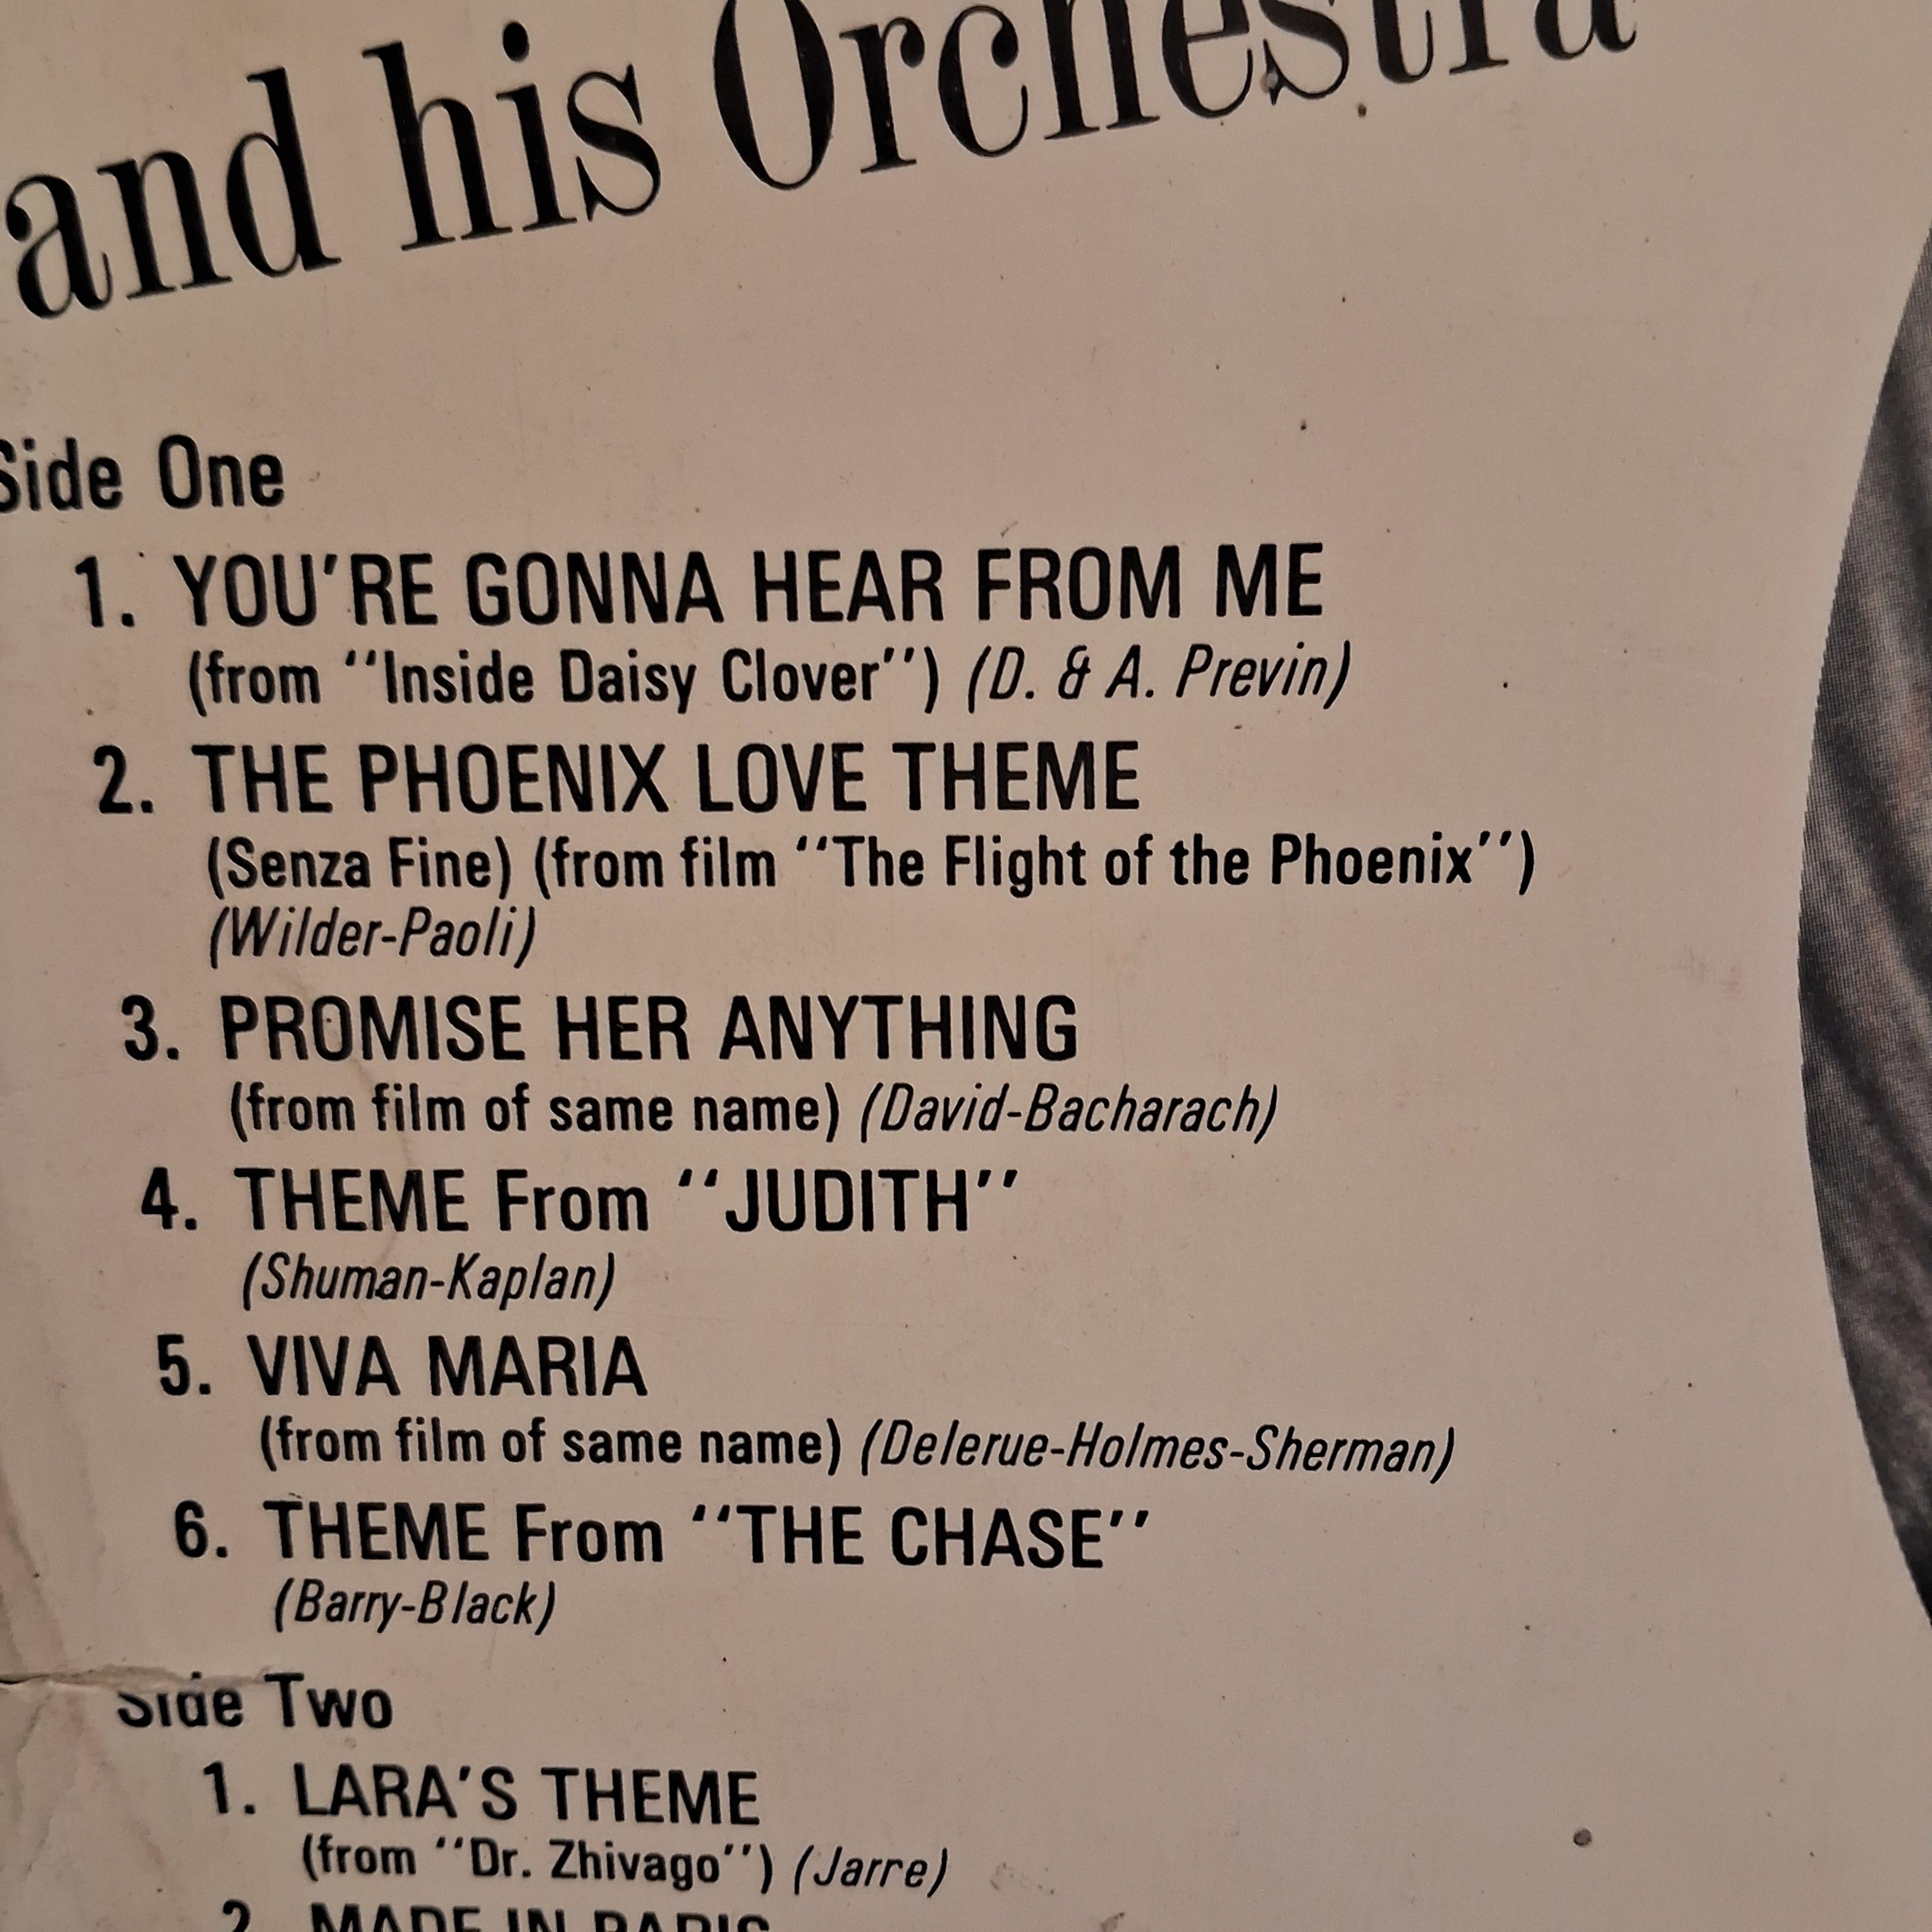 and his Orchestra
Side One
1. YOU'RE GONNA HEAR FROM ME
(from "Inside Daisy Clover") (D. & A. Previn)
2. THE PHOENIX LOVE THEME
(Senza Fine) (from film "The Flight of the Phoenix")
(Wilder-Paoli)
3. PROMISE HER ANYTHING
(from film of same name) (David-Bacharach)
4. THEME From "JUDITH"
(Shuman-Kaplan)
5. VIVA MARIA
(from film of same name) (Delerue-Holmes-Sherman)
6. THEME From "THE CHASE"
(Barry-Black)
Side Two
1. LARA'S THEME
(from "Dr. Zhivago") (Jarre)
2. MADE IN PARIS